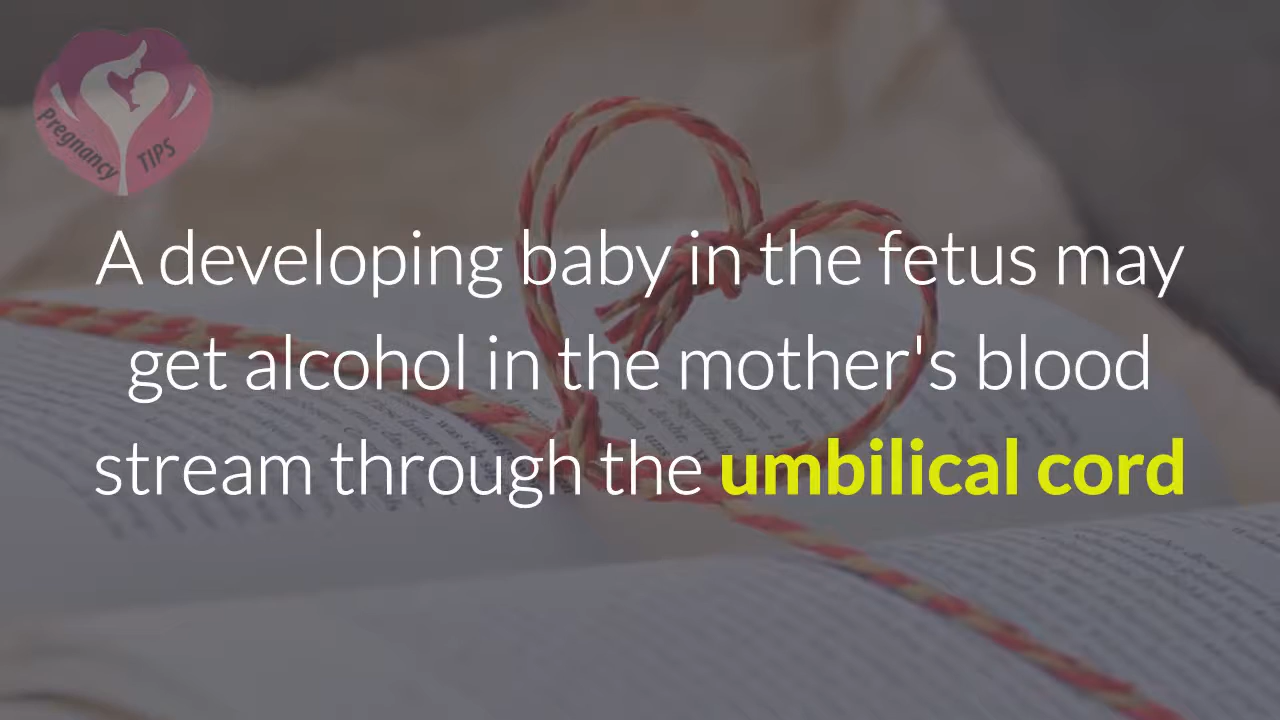 Pregnancy TIPS
A developing baby in the fetus may
get alcohol in the mother's blood
stream through the umbilical cord